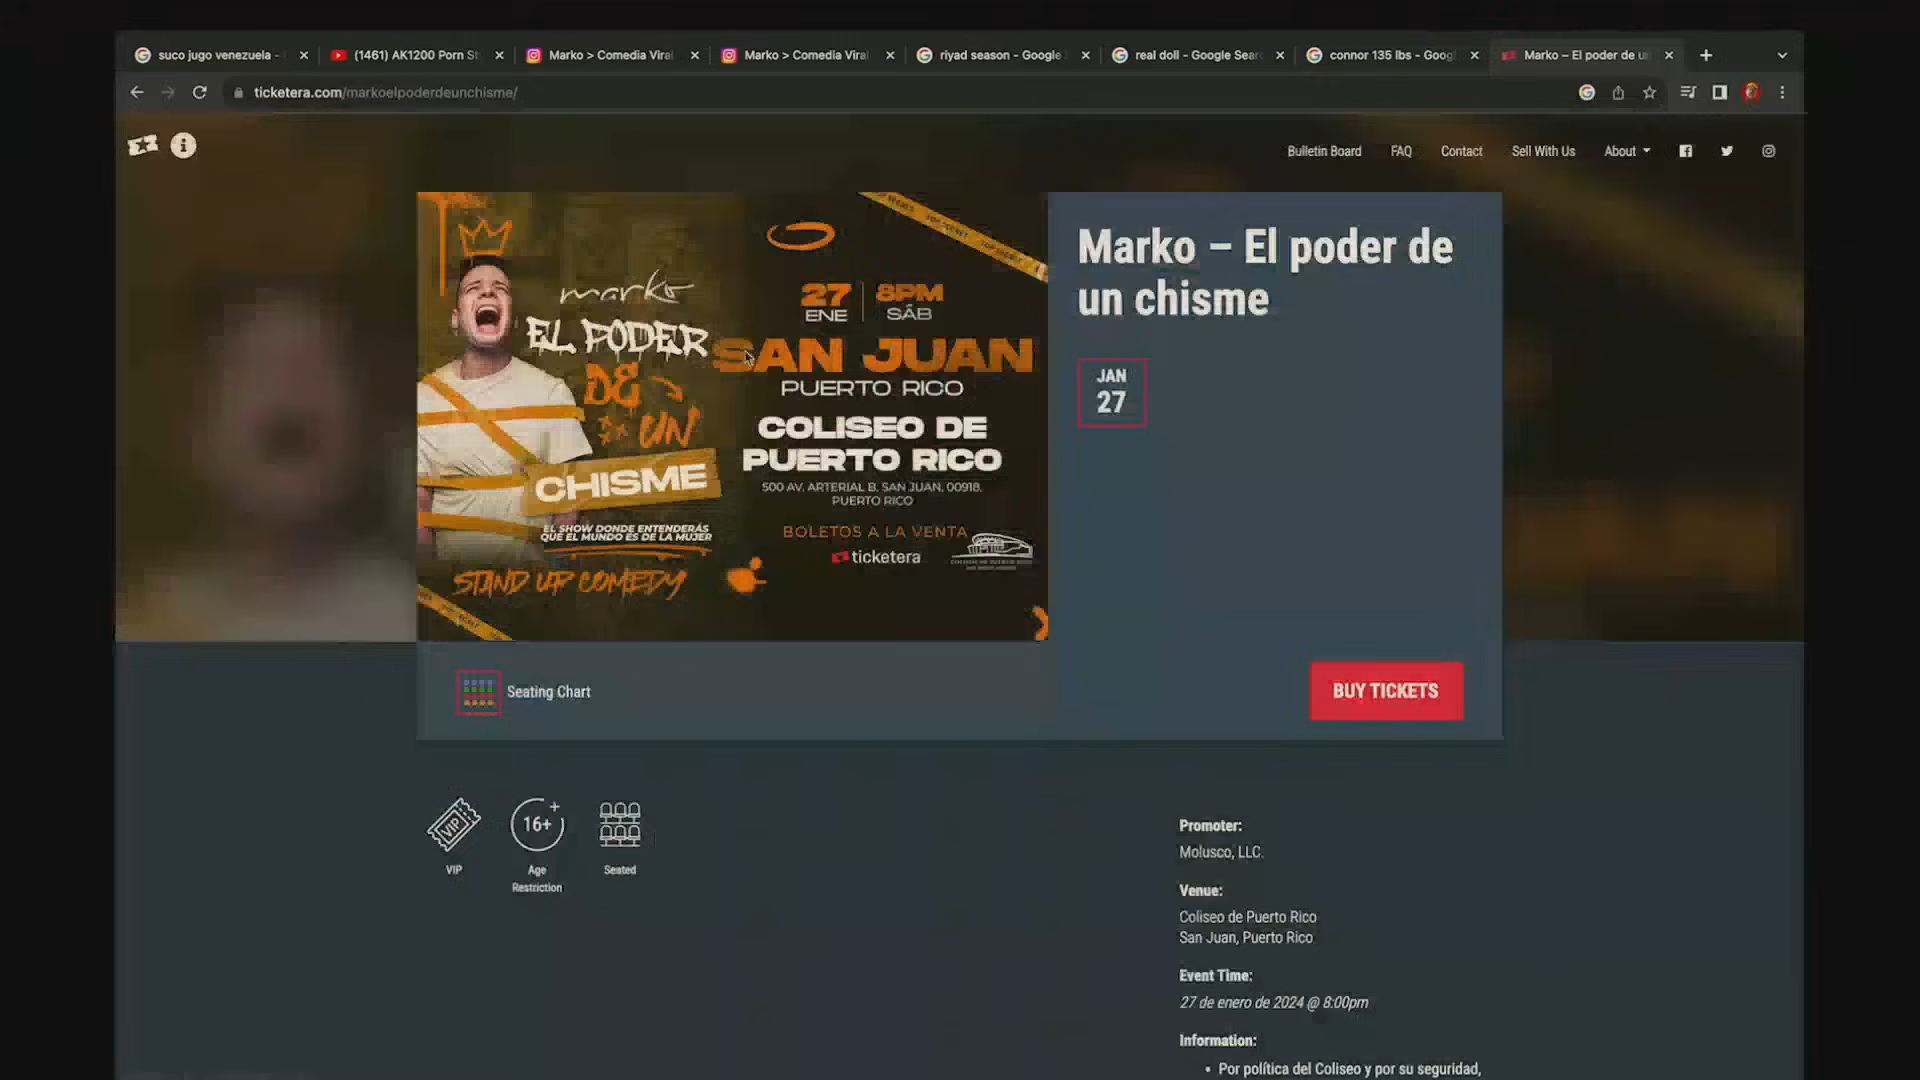 suco jugo venezuela -
(1461) AK1200 Porn St
Marko > Comedia Viral
Marko > Comedia Viral
riyad season - Google
real doll - Google Sear
connor 135 lbs - Goog
Marko – El poder de u
ticketera.com/markoelpoderdeunchisme/
Bulletin Board
FAQ
Contact
Sell With Us
About
marko
EL PODER
DE
UN
CHISME
EL SHOW DONDE ENTENDERÁS
QUE EL MUNDO ES DE LA MUJER
STAND UP COMEDY
27
ENE
8PM
SÁB
SAN JUAN
PUERTO RICO
COLISEO DE
PUERTO RICO
500 AV. ARTERIAL B, SAN JUAN, 00918,
PUERTO RICO
BOLETOS A LA VENTA
ticketera
Marko – El poder de
un chisme
JAN
27
Seating Chart
BUY TICKETS
VIP
VIP
16+
Age
Restriction
Seated
Promoter:
Molusco, LLC.
Venue:
Coliseo de Puerto Rico
San Juan, Puerto Rico
Event Time:
27 de enero de 2024 @ 8:00pm
Information:
• Por política del Coliseo y por su seguridad,